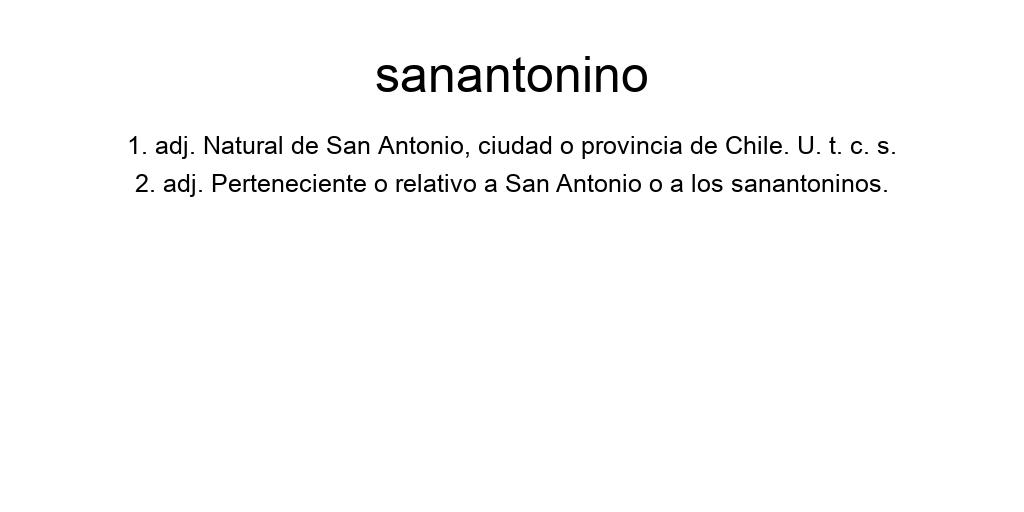 sanantonino
1. adj. Natural de San Antonio, ciudad o provincia de Chile. U. t. c. s.
2. adj. Perteneciente o relativo a San Antonio o a los sanantoninos.